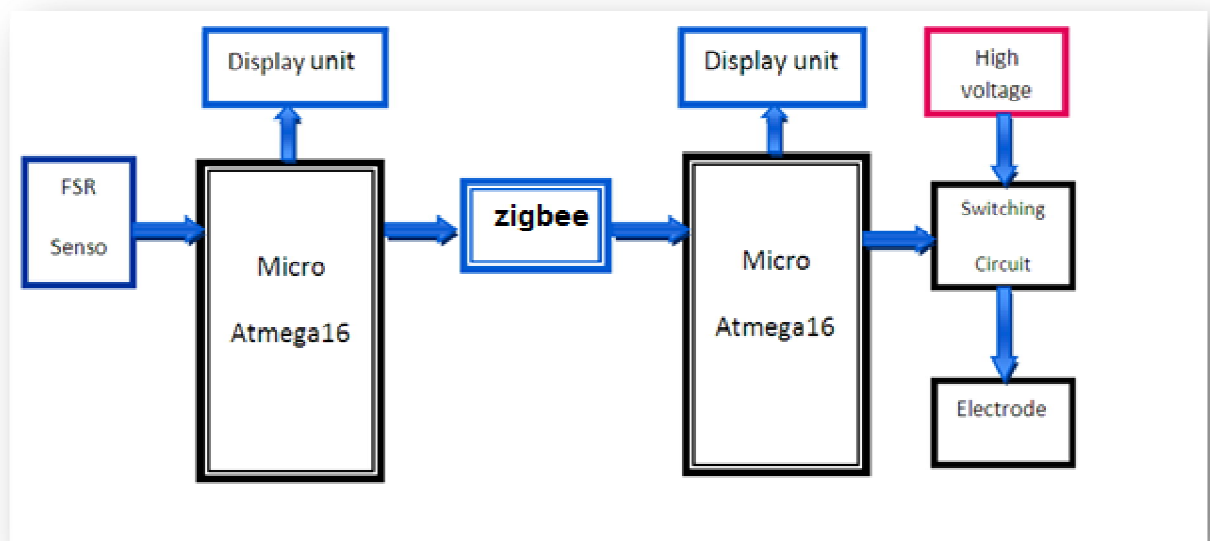 Display unit
Display unit
High
voltage
FSR
Senso
Micro
Atmega16
zigbee
Micro
Atmega16
Switching
Circuit
Electrode